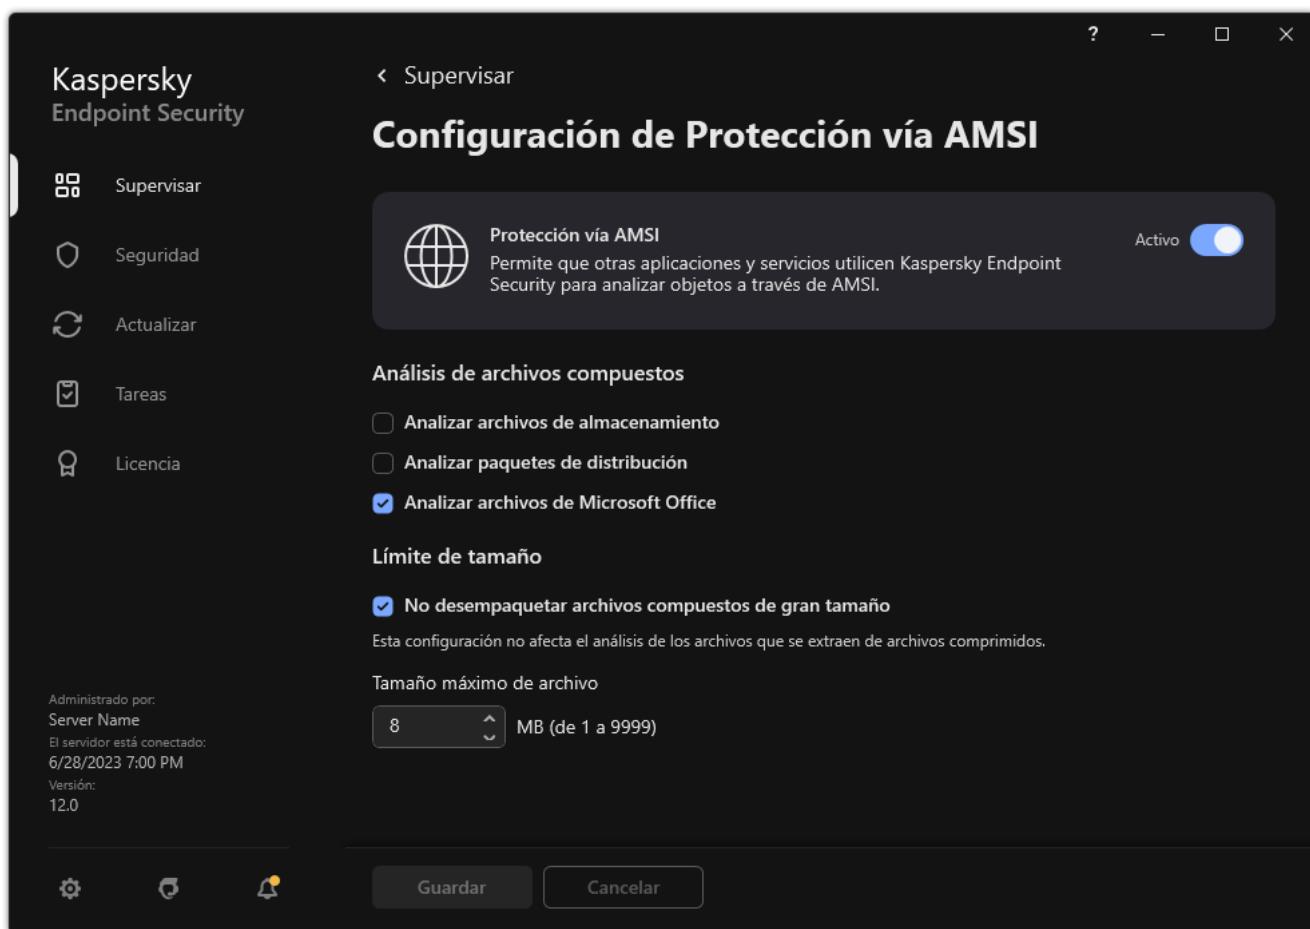 ?
Kaspersky
Endpoint Security
Supervisar
Seguridad
Actualizar
Tareas
Licencia
Administrado por:
Server Name
El servidor está conectado:
6/28/2023 7:00 PM
Versión:
12.0
Supervisar
Configuración de Protección vía AMSI
Protección vía AMSI
Permite que otras aplicaciones y servicios utilicen Kaspersky Endpoint
Security para analizar objetos a través de AMSI.
Activo
Análisis de archivos compuestos
Analizar archivos de almacenamiento
Analizar paquetes de distribución
Analizar archivos de Microsoft Office
Límite de tamaño
No desempaquetar archivos compuestos de gran tamaño
Esta configuración no afecta el análisis de los archivos que se extraen de archivos comprimidos.
Tamaño máximo de archivo
8 MB (de 1 a 9999)
Guardar Cancelar